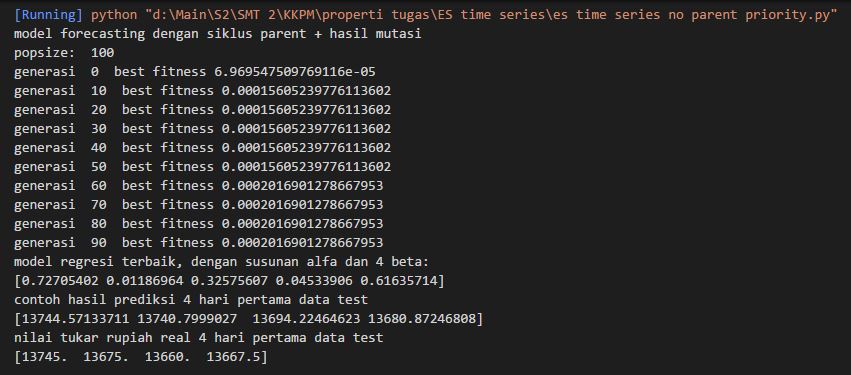 [Running] python "d:\Main\S2\SMT 2\KKPM\properti tugas\ES time series\es time series no parent priority.py"
model forecasting dengan siklus parent + hasil mutasi
popsize:  100
generasi  0  best fitness 6.969547509769116e-05
generasi  10  best fitness 0.00015605239776113602
generasi  20  best fitness 0.00015605239776113602
generasi  30  best fitness 0.00015605239776113602
generasi  40  best fitness 0.00015605239776113602
generasi  50  best fitness 0.00015605239776113602
generasi  60  best fitness 0.0002016901278667953
generasi  70  best fitness 0.0002016901278667953
generasi  80  best fitness 0.0002016901278667953
generasi  90  best fitness 0.0002016901278667953
model regresi terbaik, dengan susunan alfa dan 4 beta:
[0.72705402 0.01186964 0.32575607 0.04533906 0.61635714]
contoh hasil prediksi 4 hari pertama data test
[13744.57133711 13740.7999027  13694.22464623 13680.87246808]
nilai tukar rupiah real 4 hari pertama data test
[13745.  13675.  13660.  13667.5]